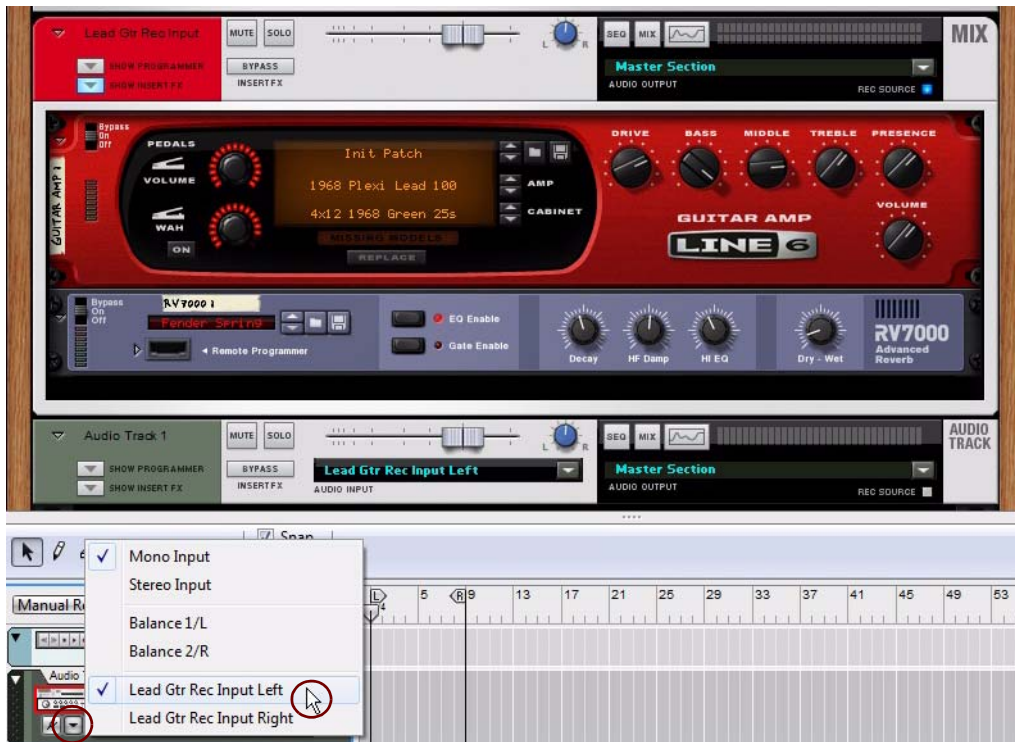 Lead Gtr Rec Input
MUTE SOLO
L R
SEQ MIX
MIX
SHOW PROGRAMMER
SHOW INSERT FX
BYPASS
INSERT FX
Master Section
AUDIO OUTPUT
REC SOURCE
Bypass
On
Off
GUITAR AMP 1
PEDALS
VOLUME
WAH
ON
Init Patch
1968 Plexi Lead 100
4x12 1968 Green 25s
MISSING MODELS
REPLACE
AMP
CABINET
DRIVE BASS MIDDLE TREBLE PRESENCE
VOLUME
GUITAR AMP
LINE 6
Bypass
On
Off
RV7000 1
Fender Spring
Remote Programmer
EQ Enable
Gate Enable
Decay HF Damp HI EQ Dry - Wet
RV7000
Advanced
Reverb
Audio Track 1
MUTE SOLO
L R
SEQ MIX
AUDIO
TRACK
SHOW PROGRAMMER
SHOW INSERT FX
BYPASS
INSERT FX
Lead Gtr Rec Input Left
AUDIO INPUT
Master Section
AUDIO OUTPUT
REC SOURCE
Snap
Mono Input
Stereo Input
Balance 1/L
Balance 2/R
Lead Gtr Rec Input Left
Lead Gtr Rec Input Right
Manual R
L 5 R 9 13 17 21 25 29 33 37 41 45 49 53
4
Audio